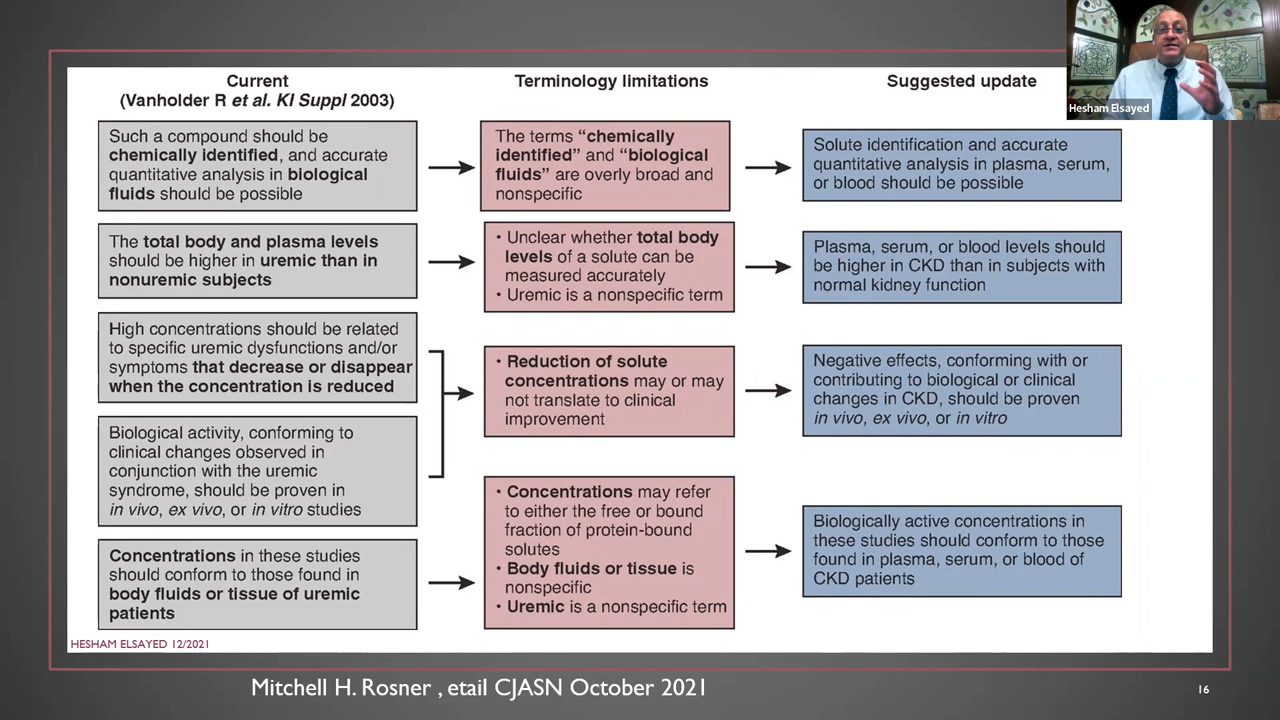 Current
(Vanholder R et al. KI Suppl 2003)
Terminology limitations
Suggested update
Such a compound should be
chemically identified, and accurate
quantitative analysis in biological
fluids should be possible
The terms “chemically
identified” and “biological
fluids” are overly broad and
nonspecific
Solute identification and accurate
quantitative analysis in plasma, serum,
or blood should be possible
The total body and plasma levels
should be higher in uremic than in
nonuremic subjects
• Unclear whether total body
levels of a solute can be
measured accurately
• Uremic is a nonspecific term
Plasma, serum, or blood levels should
be higher in CKD than in subjects with
normal kidney function
High concentrations should be related
to specific uremic dysfunctions and/or
symptoms that decrease or disappear
when the concentration is reduced
Biological activity, conforming to
clinical changes observed in
conjunction with the uremic
syndrome, should be proven in
in vivo, ex vivo, or in vitro studies
• Reduction of solute
concentrations may or may
not translate to clinical
improvement
Negative effects, conforming with or
contributing to biological or clinical
changes in CKD, should be proven
in vivo, ex vivo, or in vitro
Concentrations in these studies
should conform to those found in
body fluids or tissue of uremic
patients
• Concentrations may refer
to either the free or bound
fraction of protein-bound
solutes
• Body fluids or tissue is
nonspecific
• Uremic is a nonspecific term
Biologically active concentrations in
these studies should conform to those
found in plasma, serum, or blood of
CKD patients
HESHAM ELSAYED 12/2021
Mitchell H. Rosner , etail CJASN October 2021
16
Hesham Elsayed